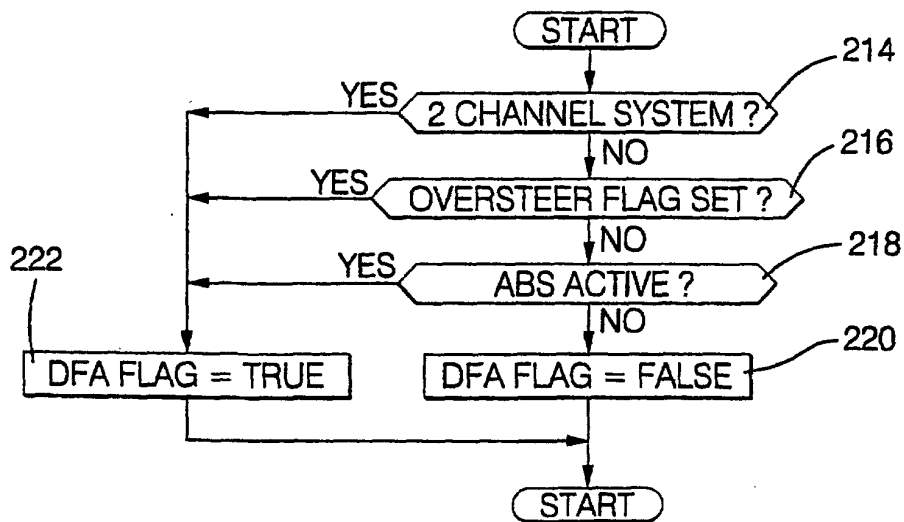 START
214
YES
2 CHANNEL SYSTEM ?
NO
216
YES
OVERSTEER FLAG SET ?
NO
218
222
YES
ABS ACTIVE ?
NO
220
DFA FLAG = TRUE
DFA FLAG = FALSE
START